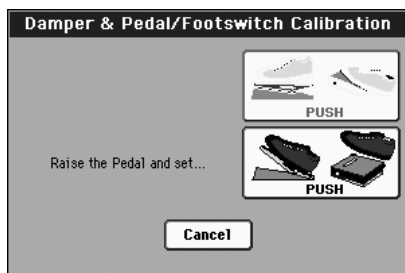 Damper & Pedal/Footswitch Calibration
PUSH
Raise the Pedal and set...
PUSH
Cancel